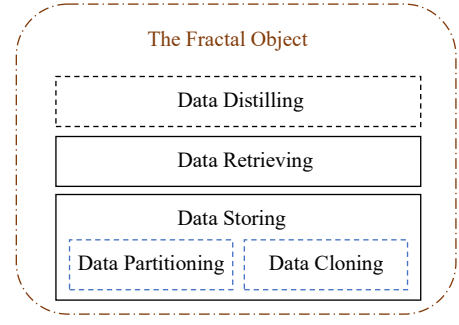 The Fractal Object
Data Distilling
Data Retrieving
Data Storing
Data Partitioning
Data Cloning